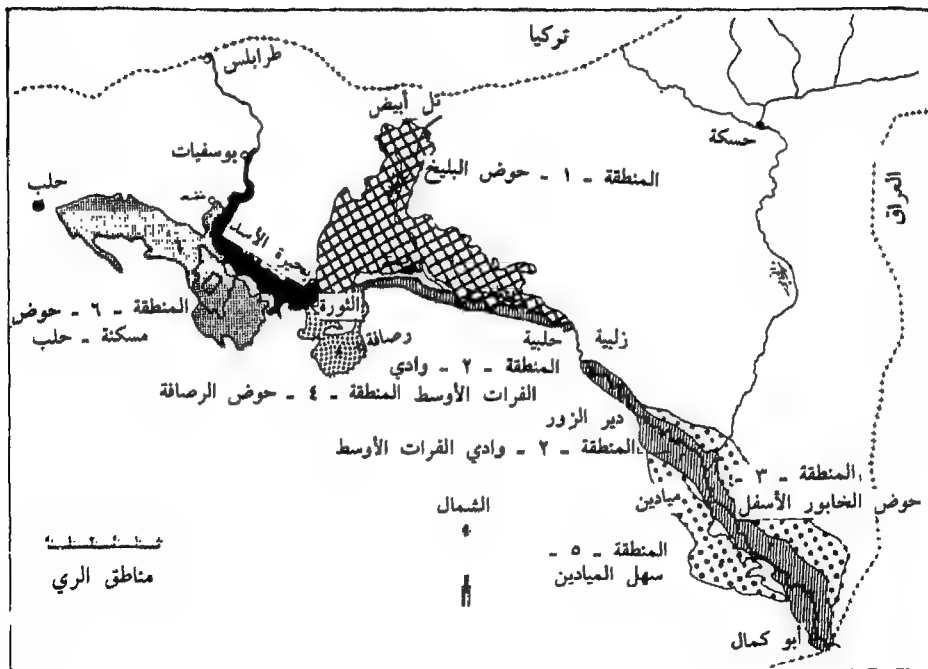 تركيا
طرابلس
تل أبيض
حسكة
بوسفيات
المنطقة - ١ - حوض البليخ
العراق
حلب
بحيرة الأسد
الثورة
المنطقة - ٦ - حوض
مسكنة - حلب
رصافة
حلبية
زلبية
المنطقة - ٢ - وادي
الفرات الأوسط
المنطقة - ٤ - حوض الرصافة
دير الزور
المنطقة - ٢ - وادي الفرات الأوسط
المنطقة - ٣ -
حوض الخابور الأسفل
ميادين
الشمال
المنطقة - ٥ -
سهل الميادين
مناطق الري
أبو كمال